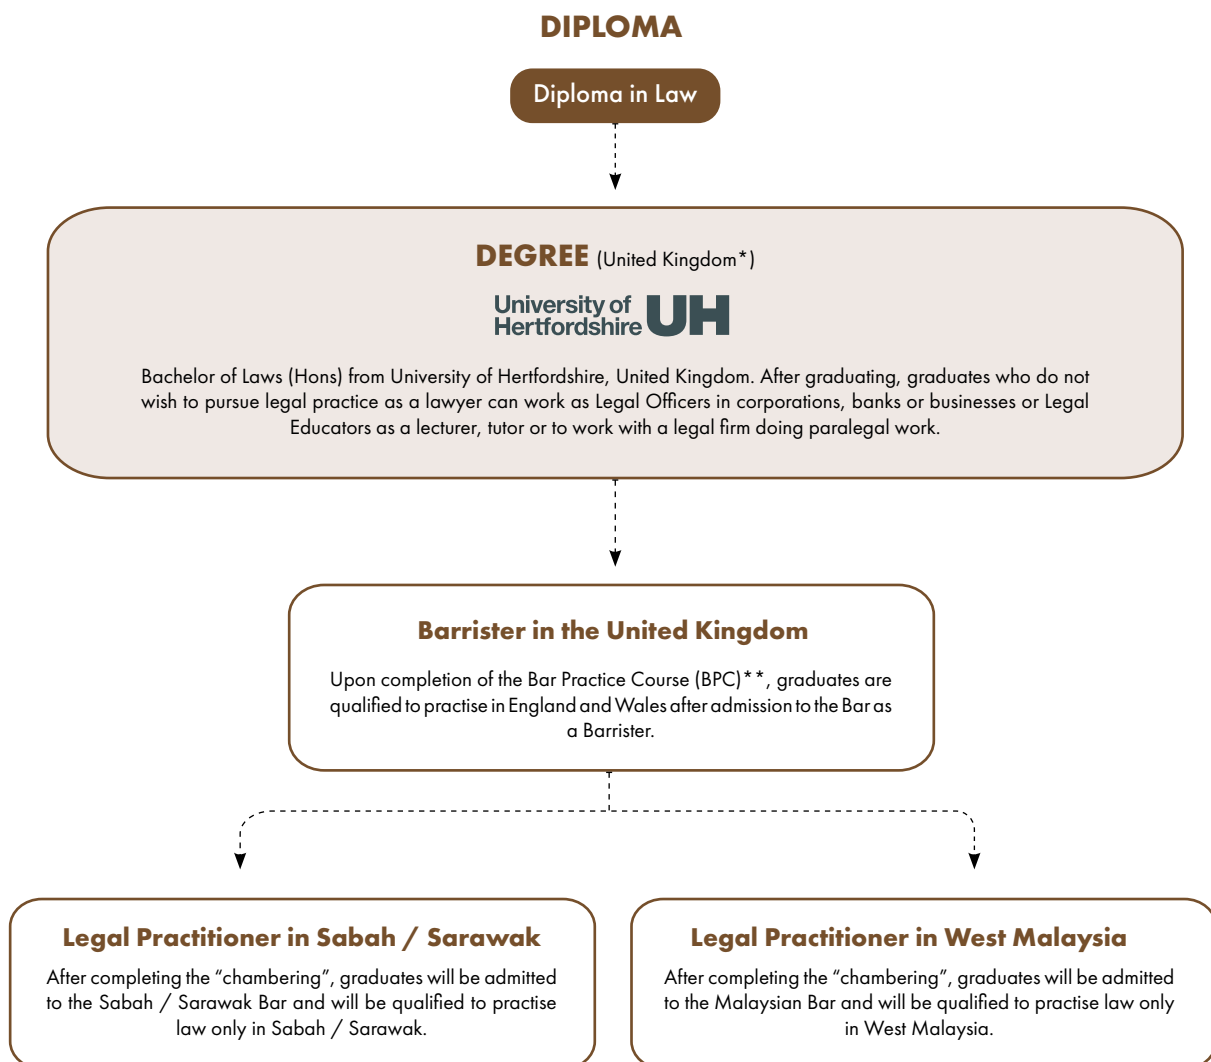 DIPLOMA
Diploma in Law
DEGREE (United Kingdom*)
University of
Hertfordshire UH
Bachelor of Laws (Hons) from University of Hertfordshire, United Kingdom. After graduating, graduates who do not
wish to pursue legal practice as a lawyer can work as Legal Officers in corporations, banks or businesses or Legal
Educators as a lecturer, tutor or to work with a legal firm doing paralegal work.
Barrister in the United Kingdom
Upon completion of the Bar Practice Course (BPC)**, graduates are
qualified to practise in England and Wales after admission to the Bar as
a Barrister.
Legal Practitioner in Sabah / Sarawak
After completing the “chambering”, graduates will be admitted
to the Sabah / Sarawak Bar and will be qualified to practise
law only in Sabah / Sarawak.
Legal Practitioner in West Malaysia
After completing the “chambering”, graduates will be admitted
to the Malaysian Bar and will be qualified to practise law only
in West Malaysia.